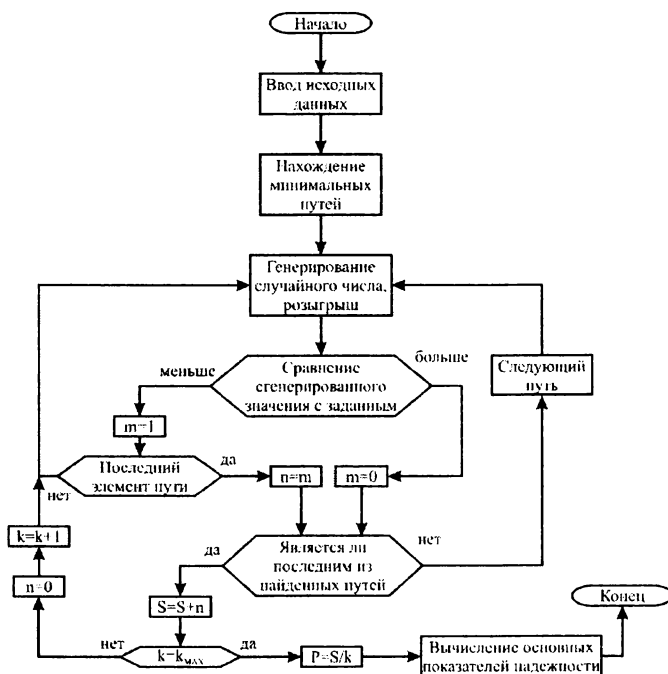 Начало
Ввод исходных
данных
Нахождение
минимальных
путей
Генерирование
случайного числа,
розыгрыш
меньше
Сравнение
сгенерированного
значения с заданным
больше
Следующий
путь
m=1
Последний
элемент пути
да
нет
n=m
m=0
k=k+1
n=0
да
Является ли
последним из
найденных путей
нет
S=S+n
нет
k=kMAX
да
P=S/k
Вычисление основных
показателей надежности
Конец